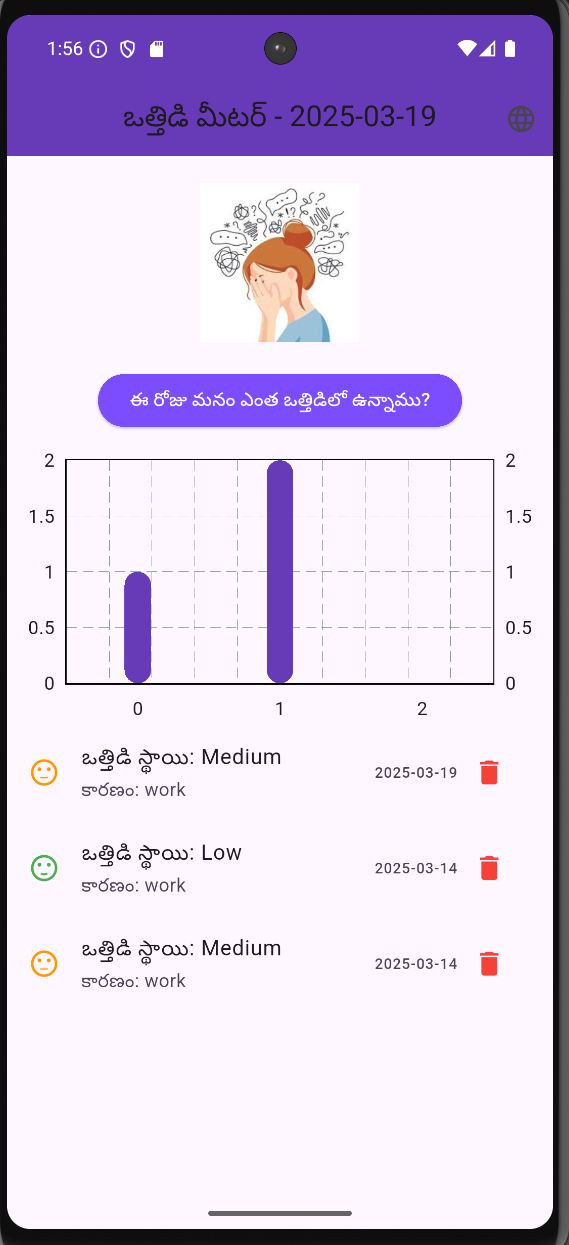 1:56
ఒత్తిడి మీటర్ - 2025-03-19
ఈ రోజు మనం ఎంత ఒత్తిడిలో ఉన్నాము?
2 2
1.5 1.5
1 1
0.5 0.5
0 0
0 1 2
ఒత్తిడి స్థాయి: Medium
కారణం: work
2025-03-19
ఒత్తిడి స్థాయి: Low
కారణం: work
2025-03-14
ఒత్తిడి స్థాయి: Medium
కారణం: work
2025-03-14